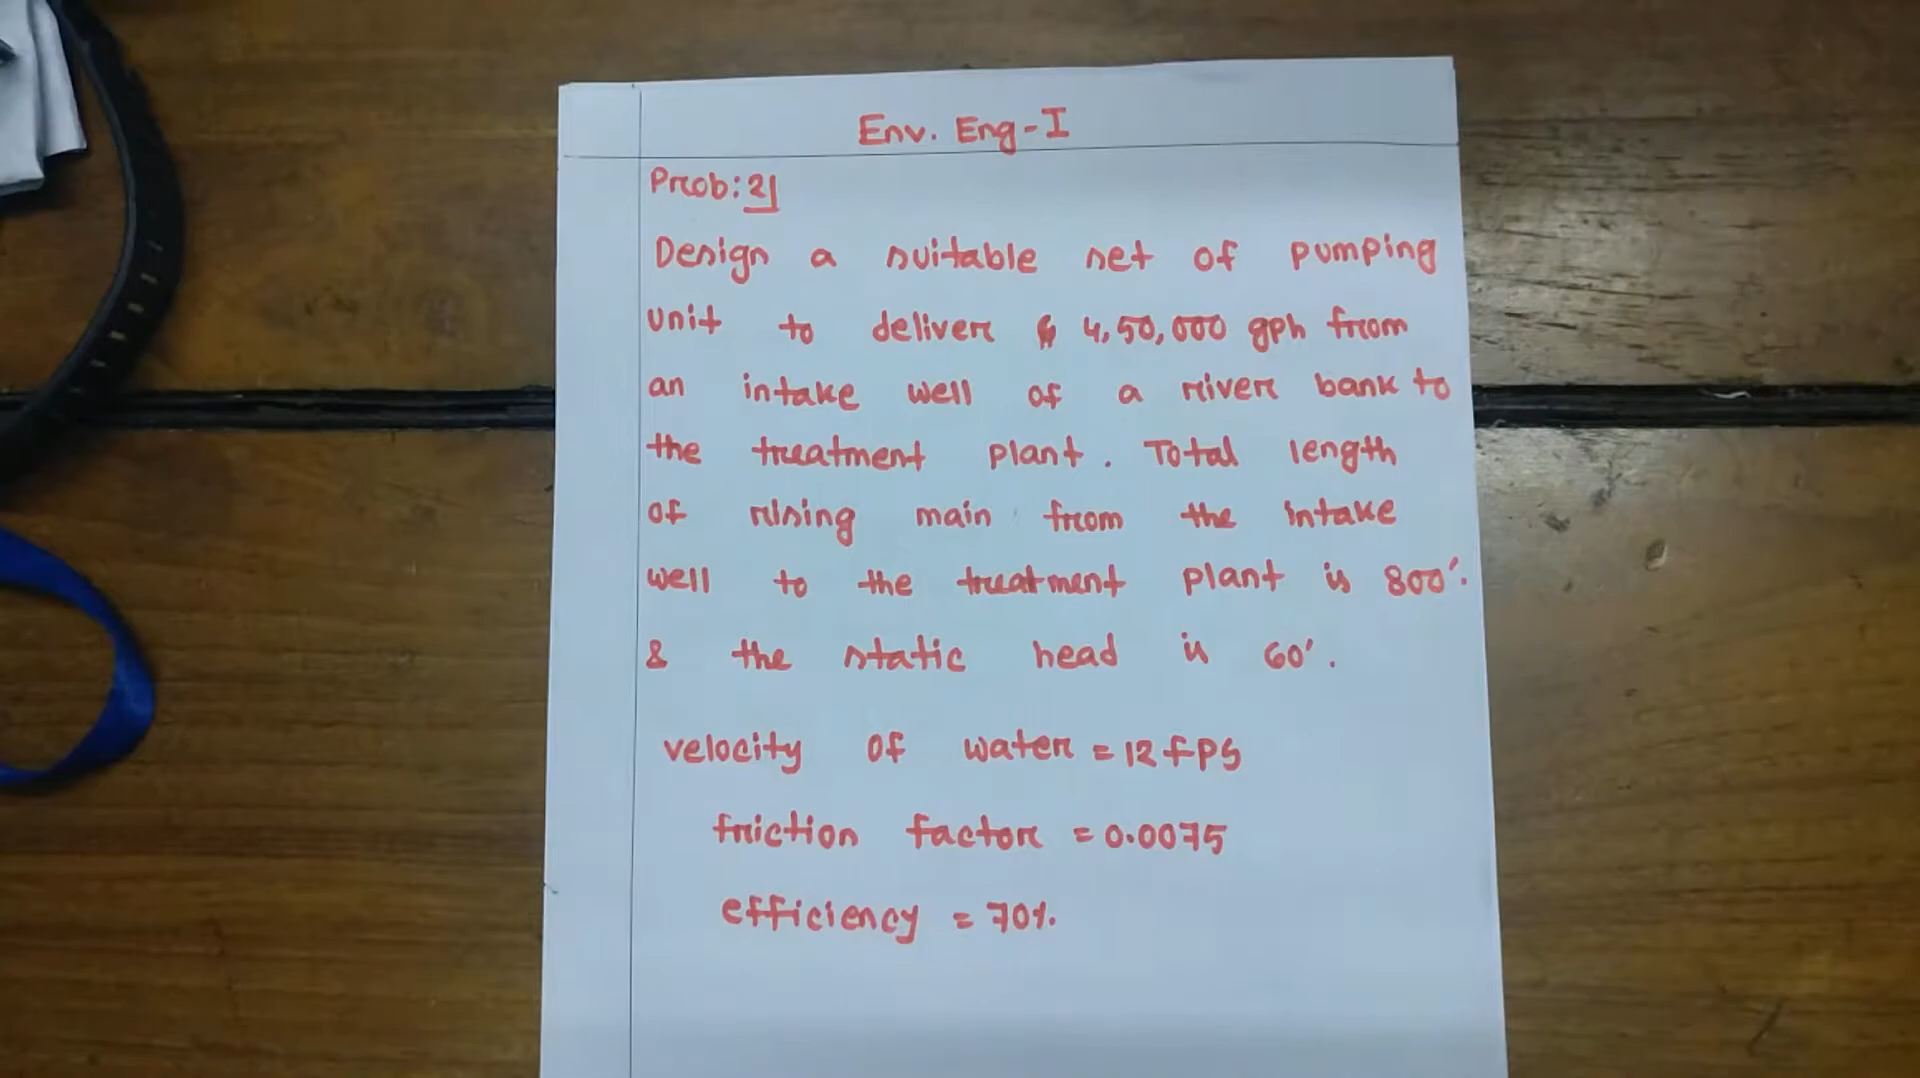 Env. Eng-I
Prob: 2
Design a suitable set of pumping
unit to deliver 4,50,000 gph from
an intake well of a river bank to
the treatment plant. Total length
of rising main from the intake
well to the treatment plant is 800'.
& the static head is 60'.
velocity of water = 12 fps
friction factor = 0.0075
efficiency = 70%.